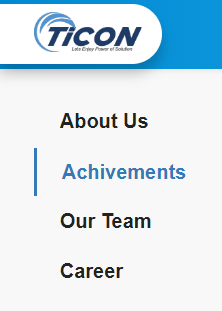 TiCON
Lets Enjoy Power of Solution
About Us
Achivements
Our Team
Career